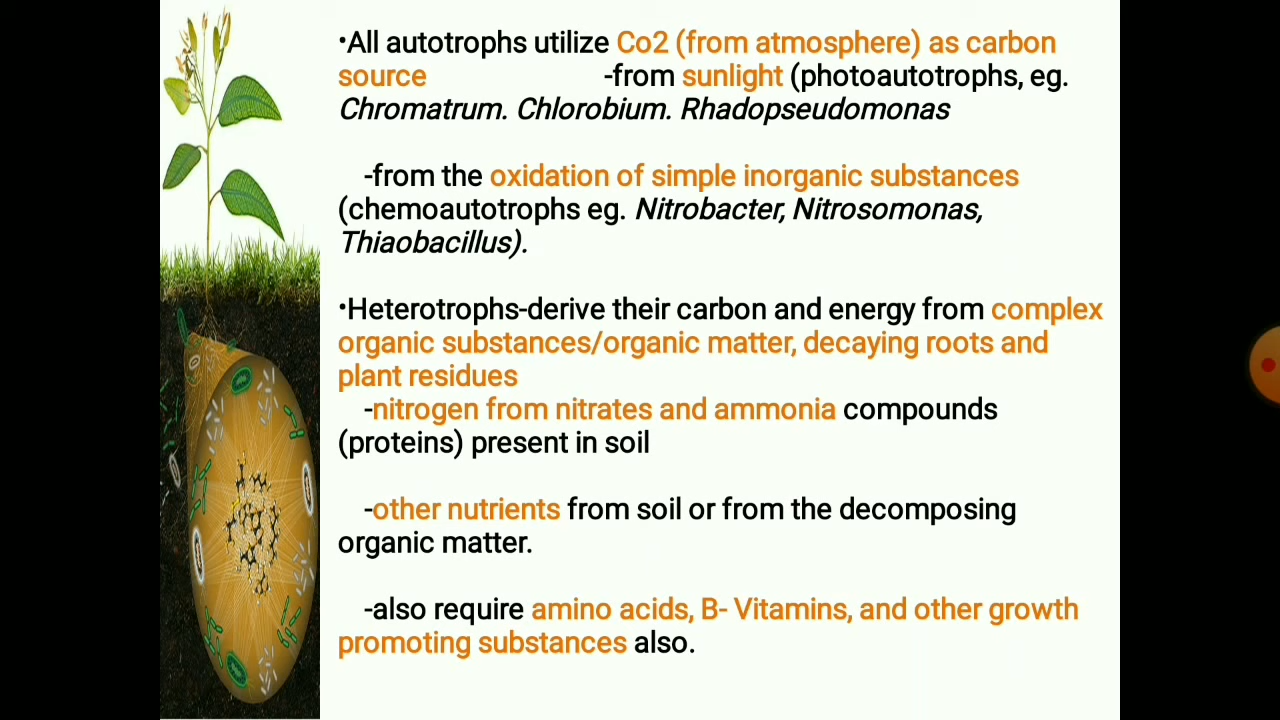 •All autotrophs utilize Co2 (from atmosphere) as carbon
source -from sunlight (photoautotrophs, eg.
Chromatrum. Chlorobium. Rhadopseudomonas
-from the oxidation of simple inorganic substances
(chemoautotrophs eg. Nitrobacter, Nitrosomonas,
Thiaobacillus).
•Heterotrophs-derive their carbon and energy from complex
organic substances/organic matter, decaying roots and
plant residues
-nitrogen from nitrates and ammonia compounds
(proteins) present in soil
-other nutrients from soil or from the decomposing
organic matter.
-also require amino acids, B- Vitamins, and other growth
promoting substances also.